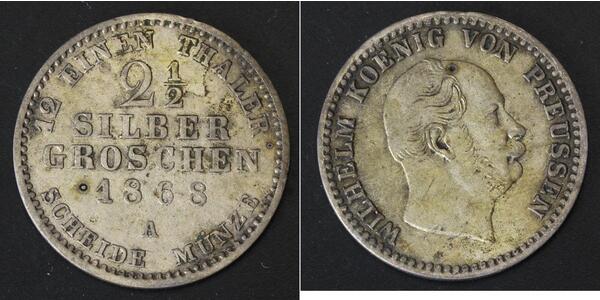 12 EINEN THALER
2 1/2
SILBER
GROSCHEN
1868
A
SCHEIDE MÜNZE
WILHELM KOENIG VON PREUSSEN